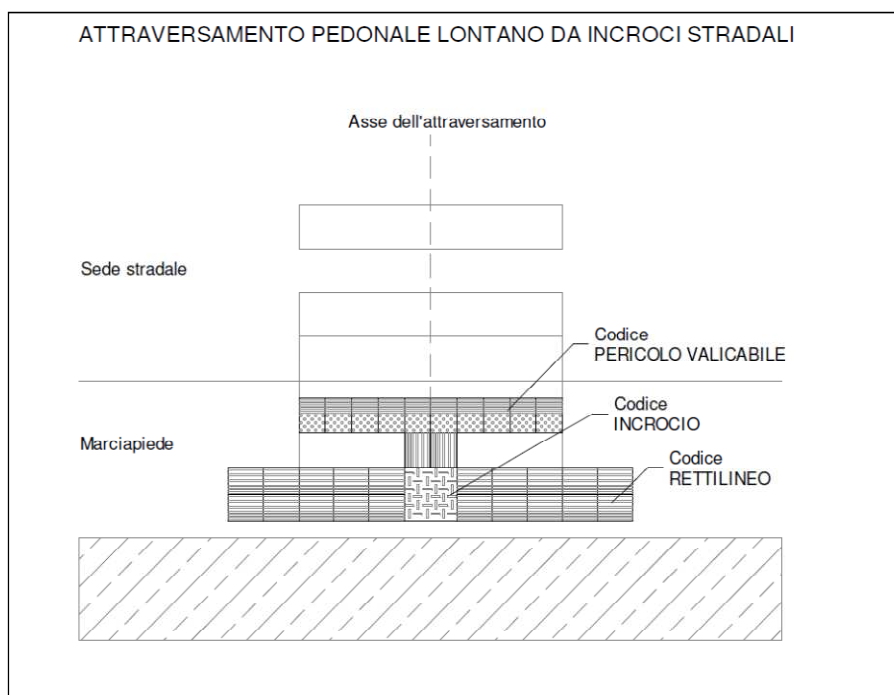 ATTRAVERSAMENTO PEDONALE LONTANO DA INCROCI STRADALI
Asse dell'attraversamento
Sede stradale
Codice
PERICOLO VALICABILE
Codice
INCROCIO
Marciapiede
Codice
RETTILINEO